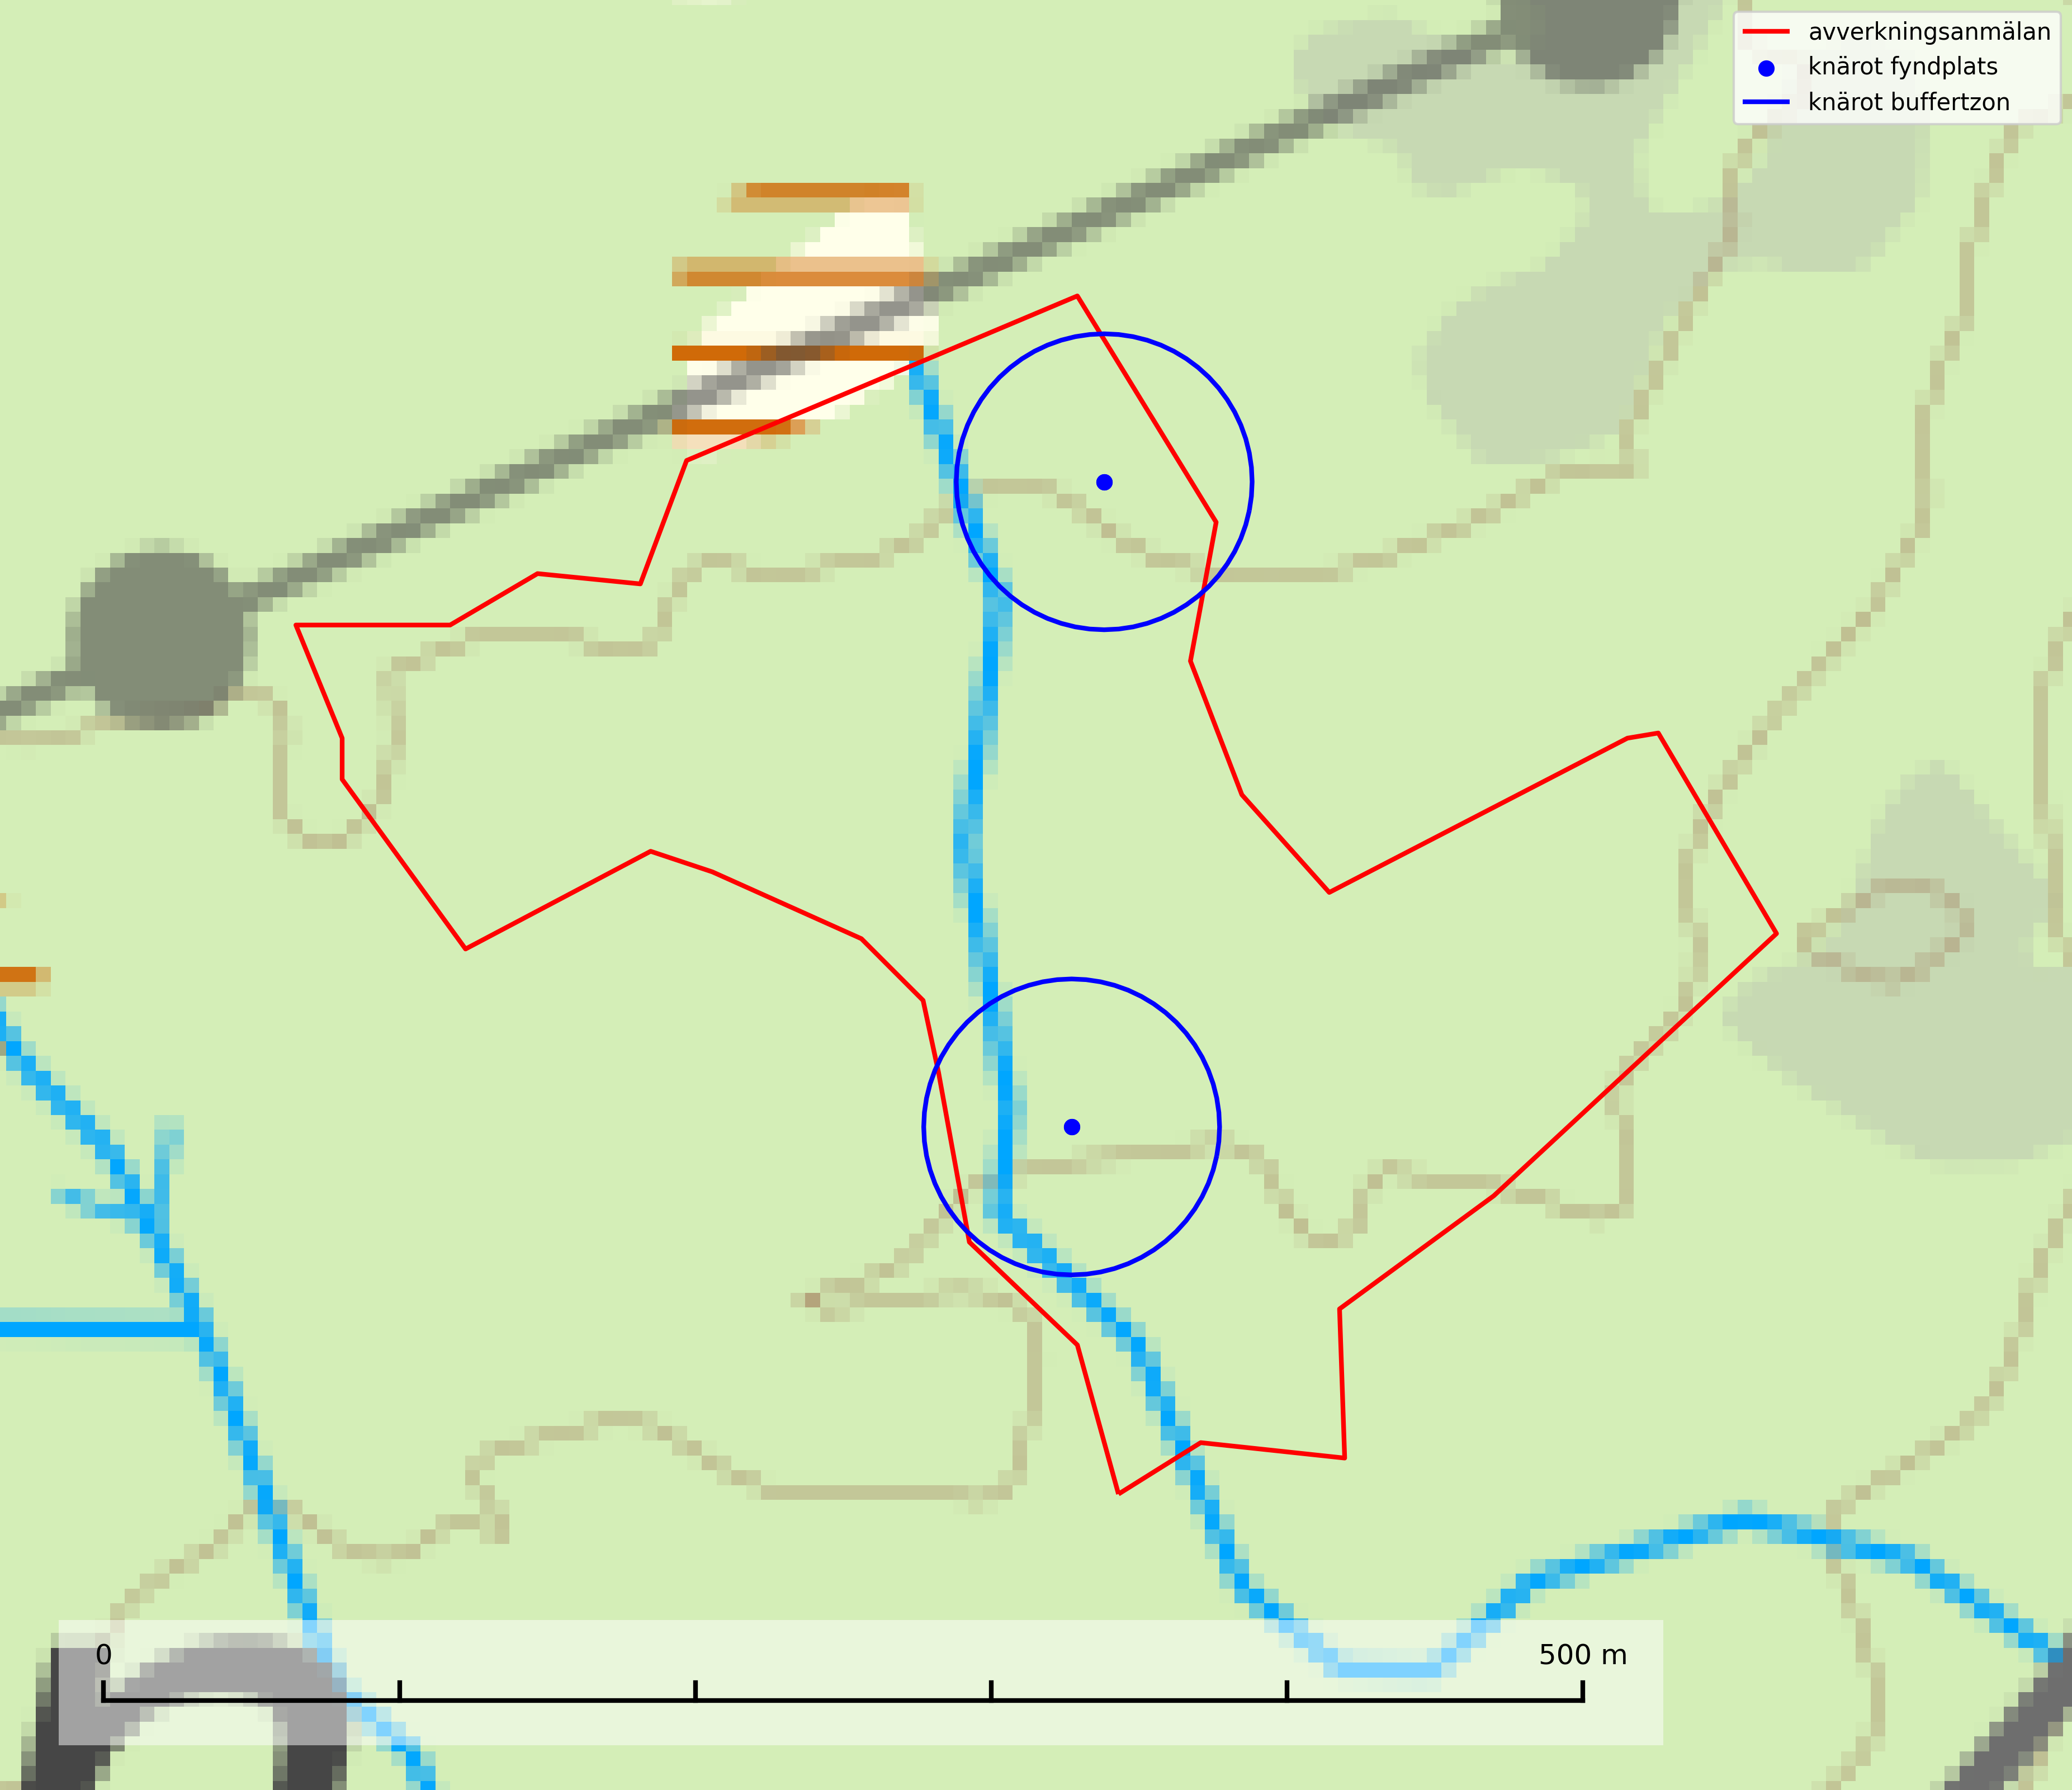 avverkningsanmälan
knärot fyndplats
knärot buffertzon
0 500 m